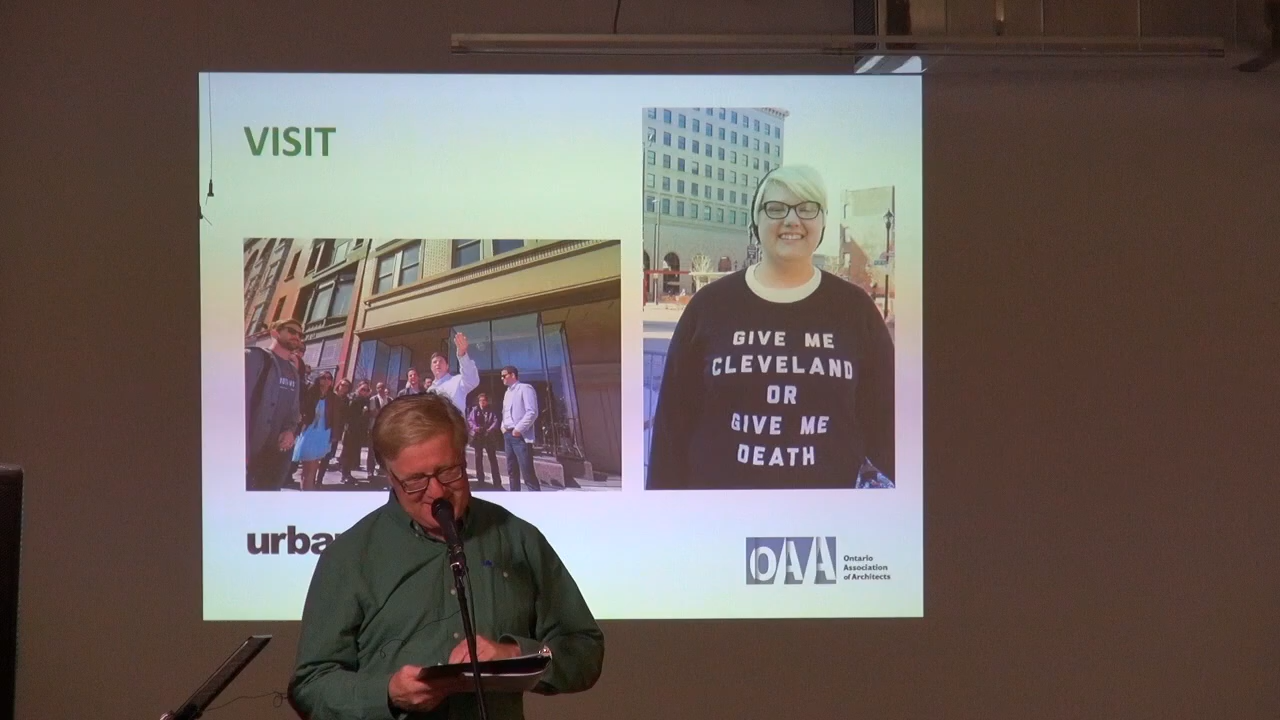 VISIT
GIVE ME
CLEVELAND
OR
GIVE ME
DEATH
urba
OAA
Ontario
Association
of Architects